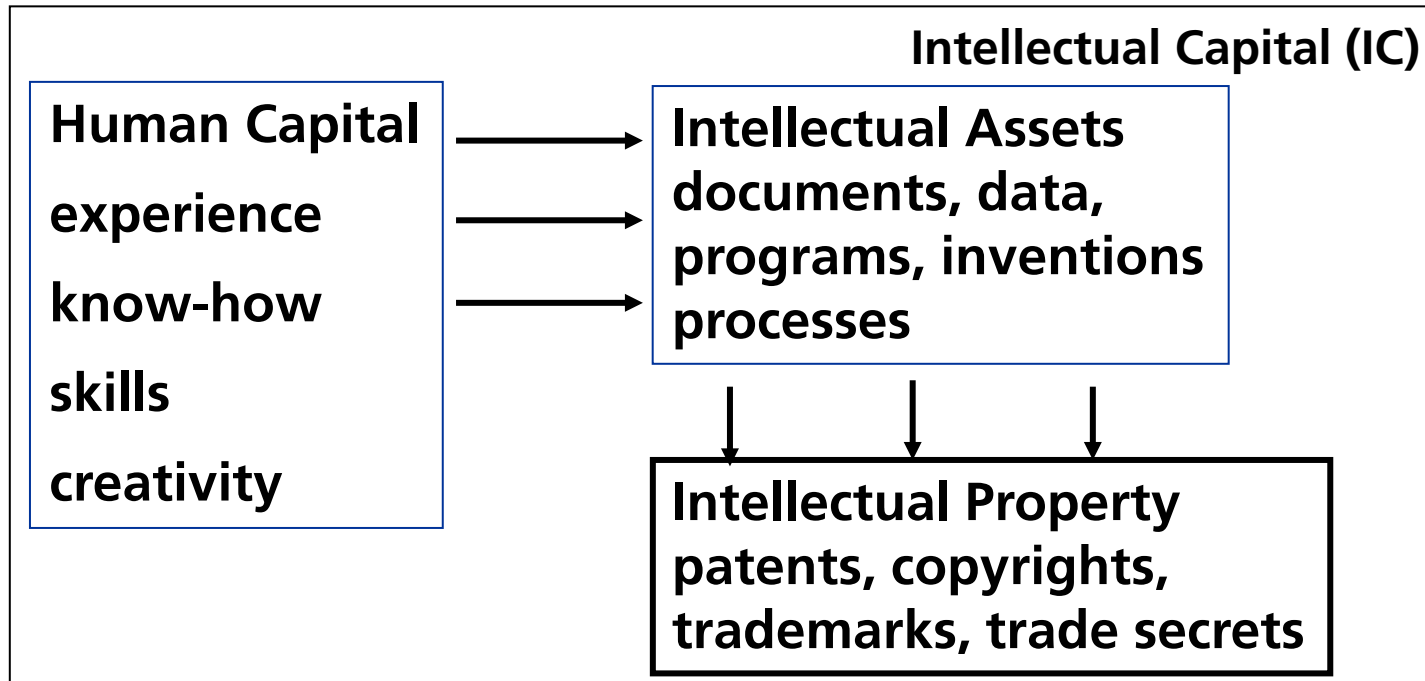 Intellectual Capital (IC)
Human Capital
experience
know-how
skills
creativity
Intellectual Assets
documents, data,
programs, inventions
processes
Intellectual Property
patents, copyrights,
trademarks, trade secrets